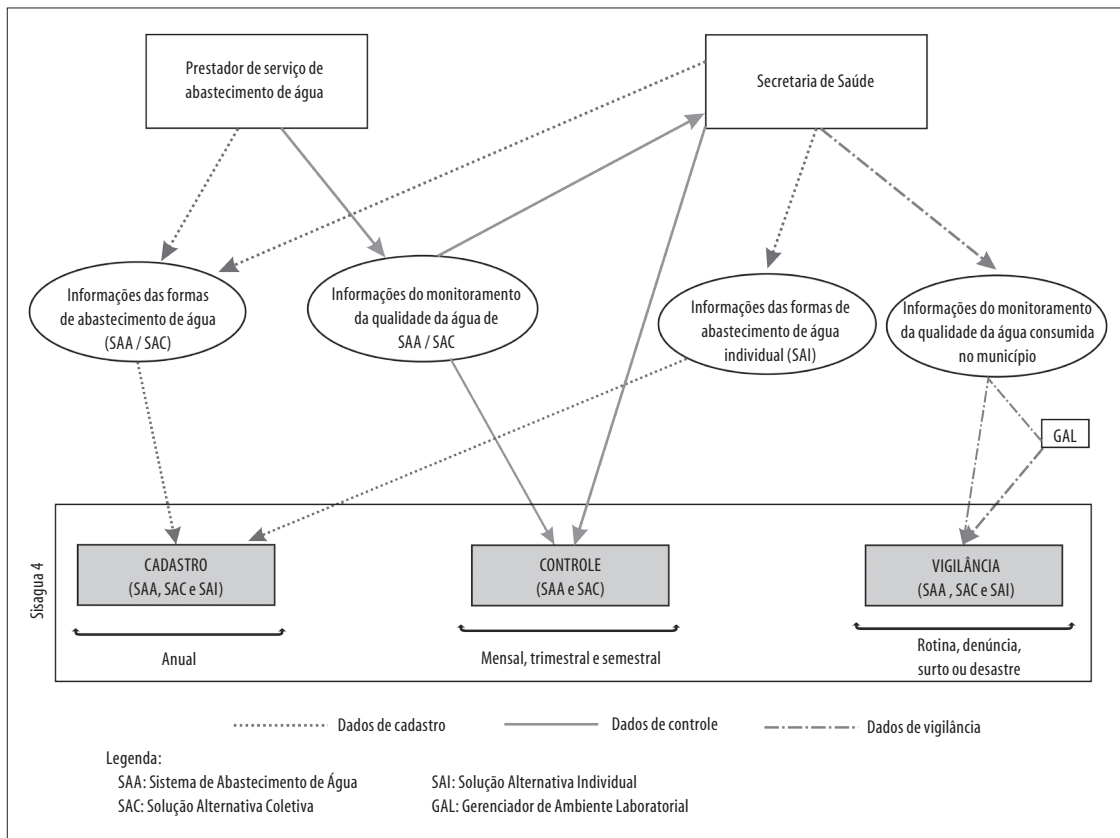 Prestador de serviço de
abastecimento de água
Secretaria de Saúde
Informações das formas
de abastecimento de água
(SAA / SAC)
Informações do monitoramento
da qualidade da água de
SAA / SAC
Informações das formas de
abastecimento de água
individual (SAI)
Informações do monitoramento
da qualidade da água consumida
no município
GAL
Sisagua 4
CADASTRO
(SAA, SAC e SAI)
CONTROLE
(SAA e SAC)
VIGILÂNCIA
(SAA , SAC e SAI)
Anual
Mensal, trimestral e semestral
Rotina, denúncia,
surto ou desastre
Dados de cadastro
Dados de controle
Dados de vigilância
Legenda:
SAA: Sistema de Abastecimento de Água
SAI: Solução Alternativa Individual
SAC: Solução Alternativa Coletiva
GAL: Gerenciador de Ambiente Laboratorial